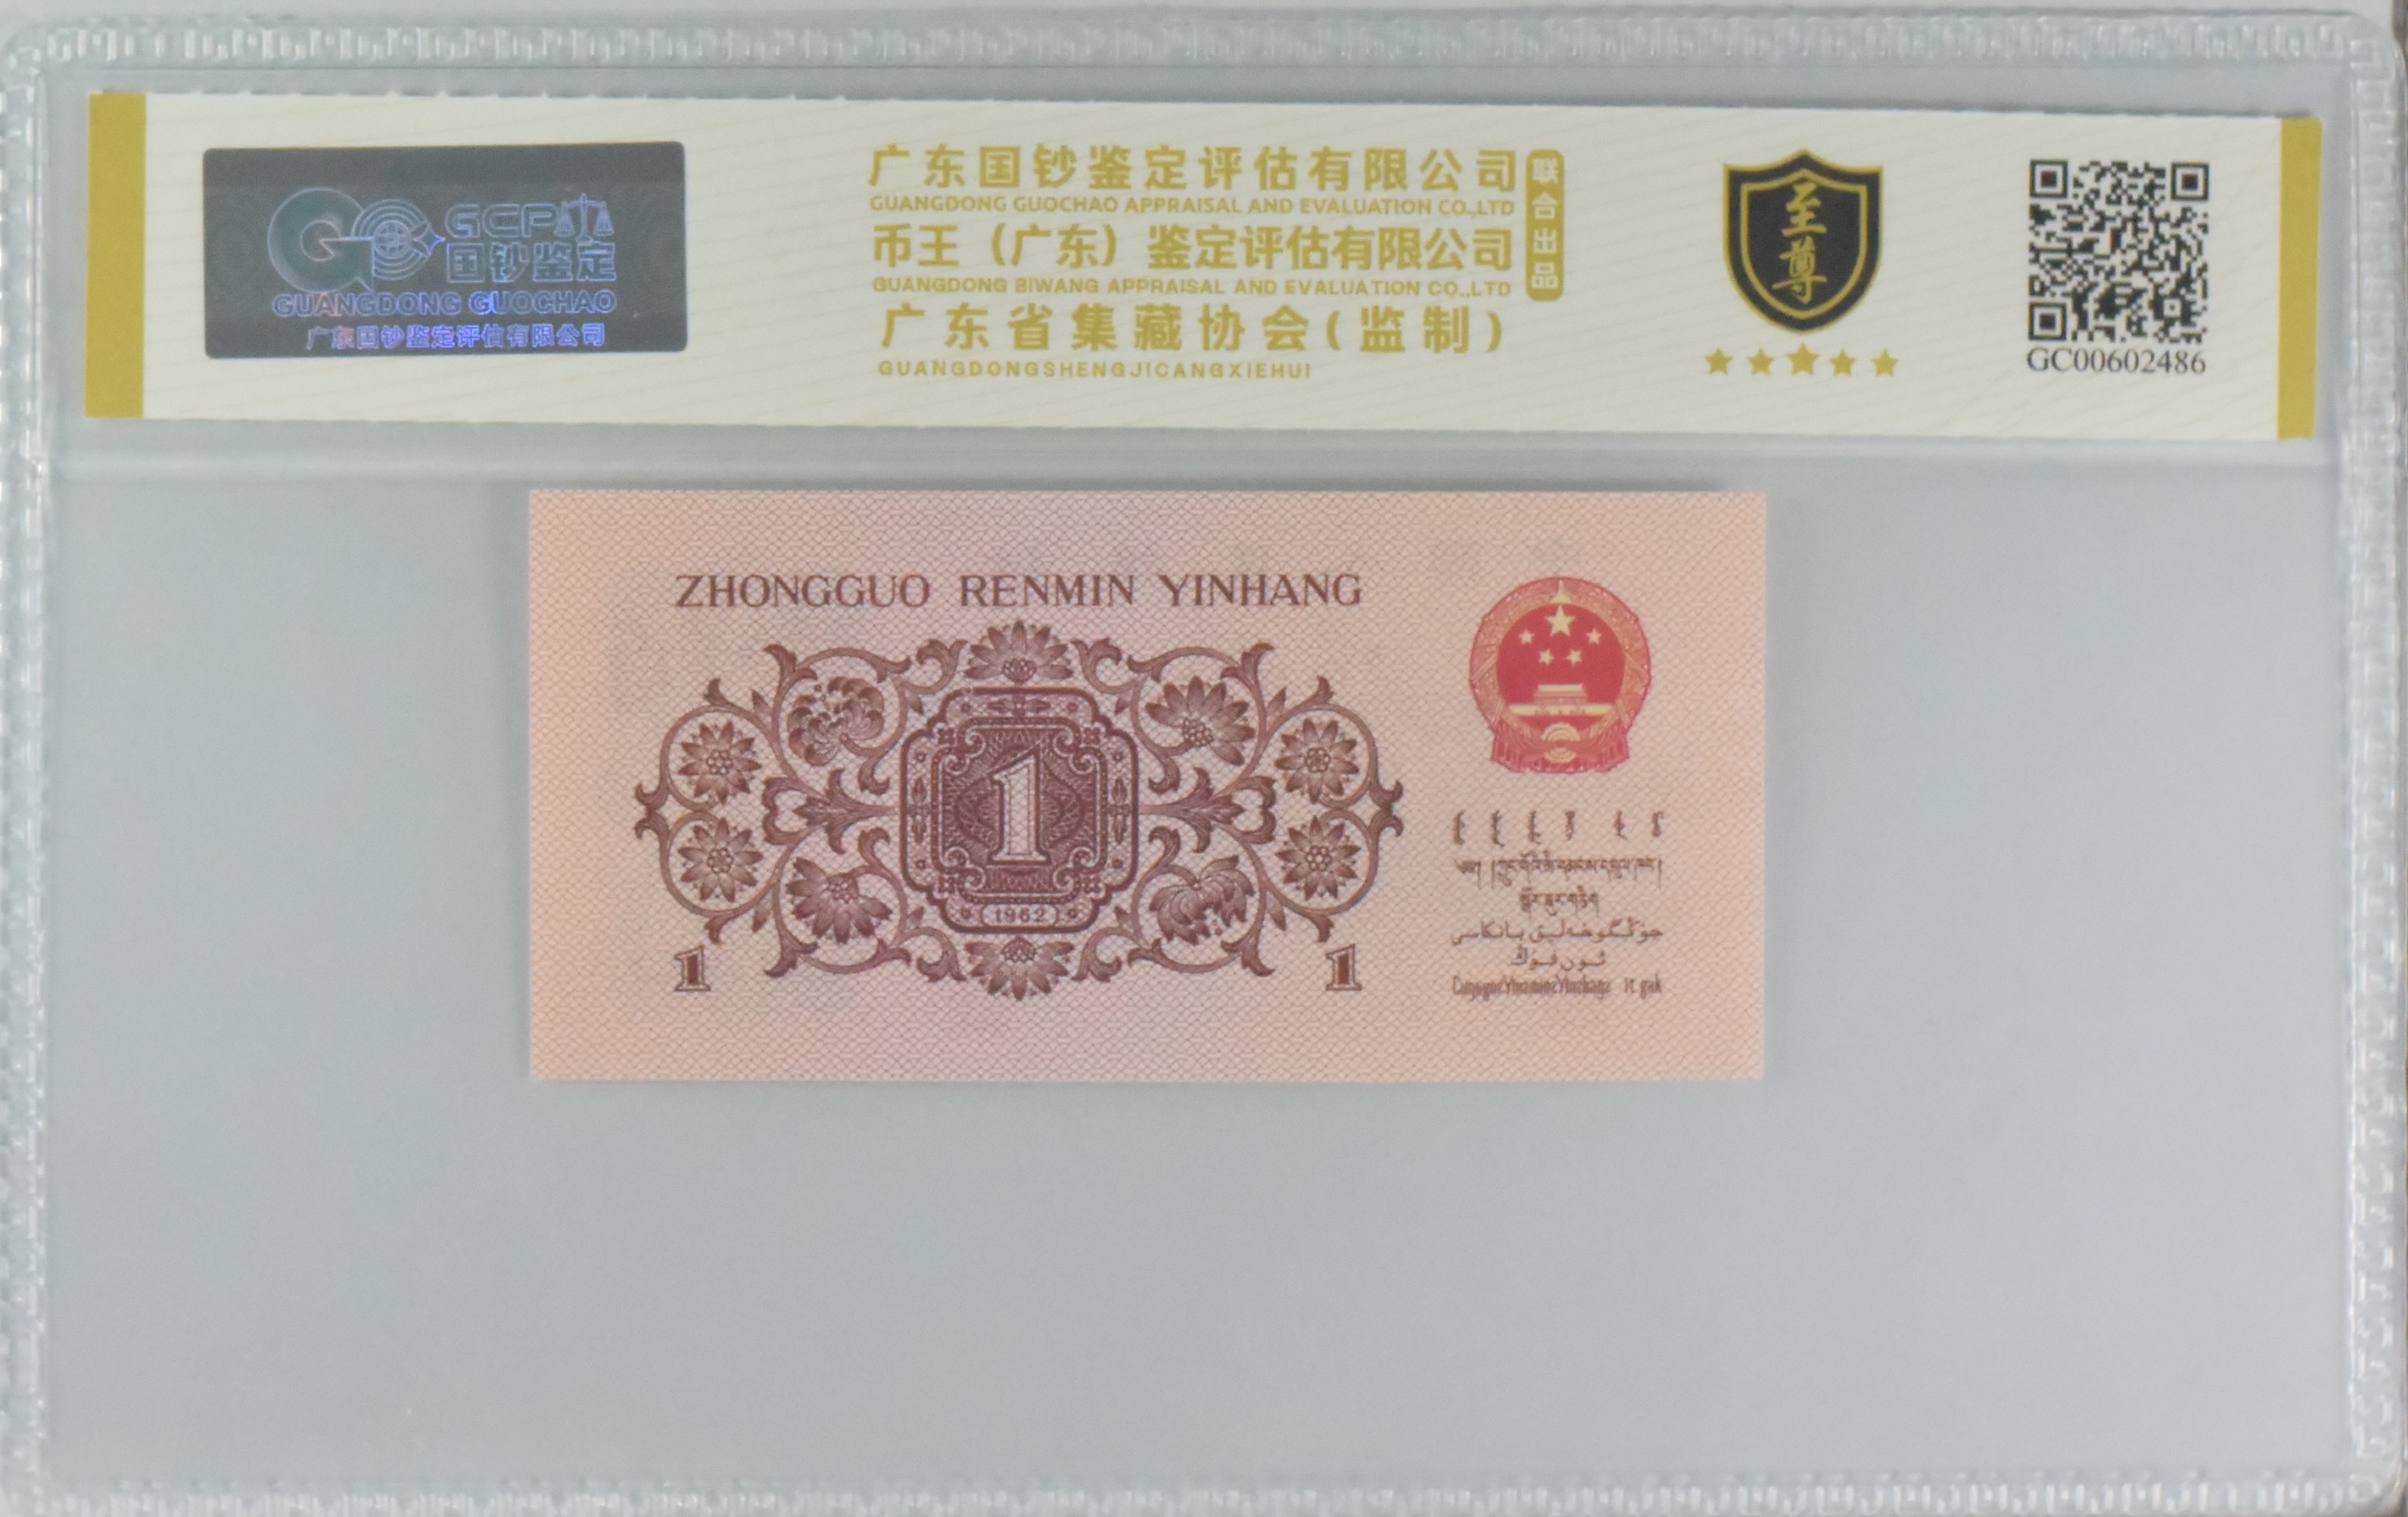 GCP
国钞鉴定
GUANGDONG GUOCHAO
广东国钞鉴定评估有限公司
广东国钞鉴定评估有限公司
GUANGDONG GUOCHAO APPRAISAL AND EVALUATION CO.,LTD
币王（广东）鉴定评估有限公司
GUANGDONG BIWANG APPRAISAL AND EVALUATION CO.,LTD
广东省集藏协会(监制)
GUANGDONGSHENGJICANGXIEHUI
联合出品
至尊
GC00602486
ZHONGGUO RENMIN YINHANG
1
1962
1
1